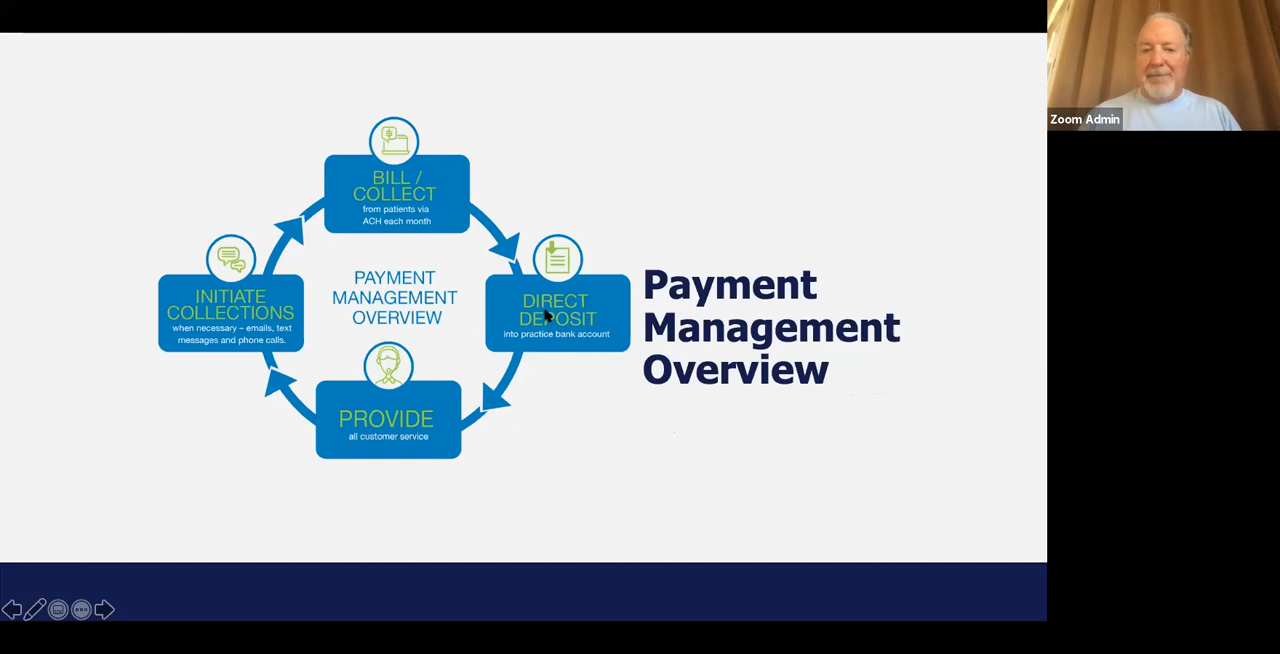 BILL /
COLLECT
from patients via
ACH each month
INITIATE
COLLECTIONS
when necessary – emails, text
messages and phone calls.
PAYMENT
MANAGEMENT
OVERVIEW
DIRECT
DEPOSIT
into practice bank account
PROVIDE
all customer service
Payment
Management
Overview
Zoom Admin